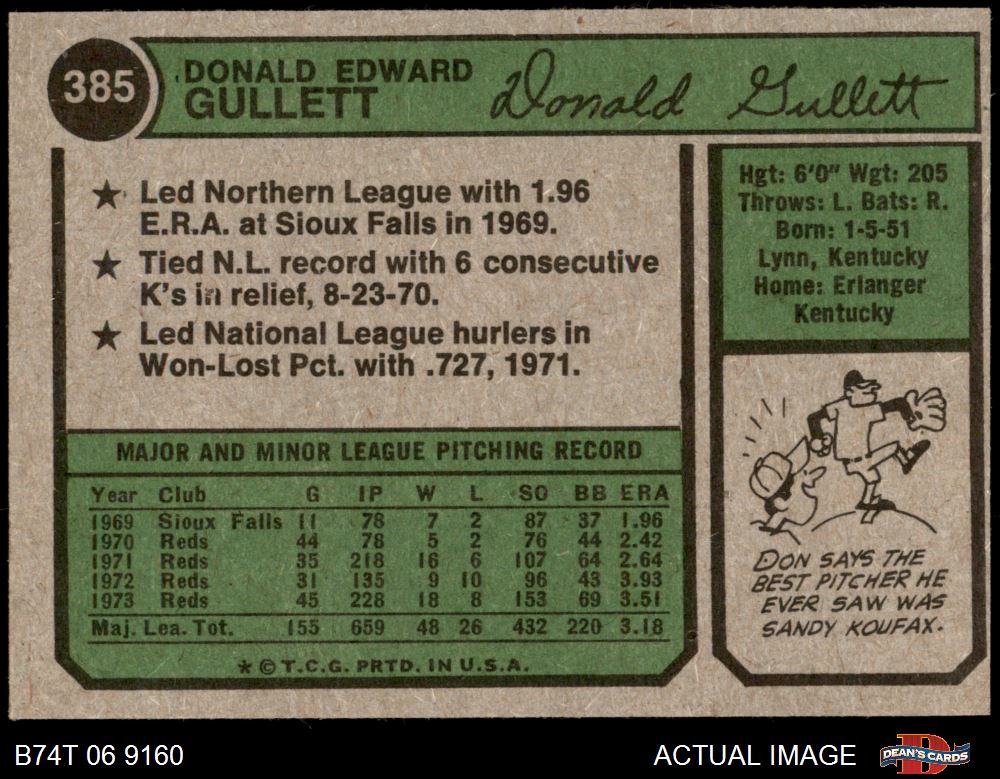 385
DONALD EDWARD
GULLETT
Donald Gullett
★ Led Northern League with 1.96
E.R.A. at Sioux Falls in 1969.
★ Tied N.L. record with 6 consecutive
K's in relief, 8-23-70.
★ Led National League hurlers in
Won-Lost Pct. with .727, 1971.
Hgt: 6'0" Wgt: 205
Throws: L. Bats: R.
Born: 1-5-51
Lynn, Kentucky
Home: Erlanger
Kentucky
MAJOR AND MINOR LEAGUE PITCHING RECORD
Year Club G IP W L SO BB ERA
1969 Sioux Falls 11 78 7 2 87 37 1.96
1970 Reds 44 78 5 2 76 44 2.42
1971 Reds 35 218 16 6 107 64 2.64
1972 Reds 31 135 9 10 96 43 3.93
1973 Reds 45 228 18 8 153 69 3.51
Maj. Lea. Tot. 155 659 48 26 432 220 3.18
★ © T.C.G. PRTD. IN U.S.A.
DON SAYS THE
BEST PITCHER HE
EVER SAW WAS
SANDY KOUFAX.
B74T 06 9160
ACTUAL IMAGE
DEAN'S CARDS